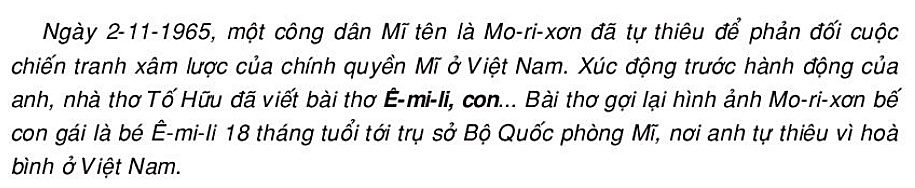 Ngày 2-11-1965, một công dân Mĩ tên là Mo-ri-xơn đã tự thiêu để phản đối cuộc
chiến tranh xâm lược của chính quyền Mĩ ở Việt Nam. Xúc động trước hành động của
anh, nhà thơ Tố Hữu đã viết bài thơ Ê-mi-li, con... Bài thơ gợi lại hình ảnh Mo-ri-xơn bế
con gái là bé Ê-mi-li 18 tháng tuổi tới trụ sở Bộ Quốc phòng Mĩ, nơi anh tự thiêu vì hoà
bình ở Việt Nam.